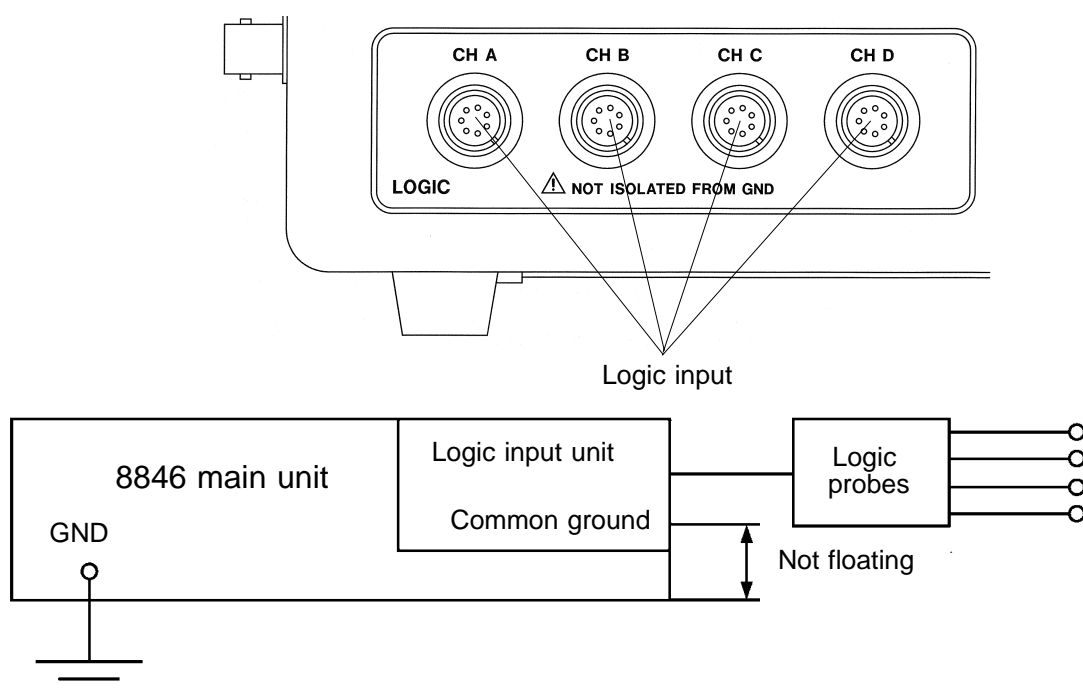 CH A CH B CH C CH D
LOGIC ⚠ NOT ISOLATED FROM GND
Logic input
8846 main unit
GND
Logic input unit
Common ground
Logic
probes
Not floating